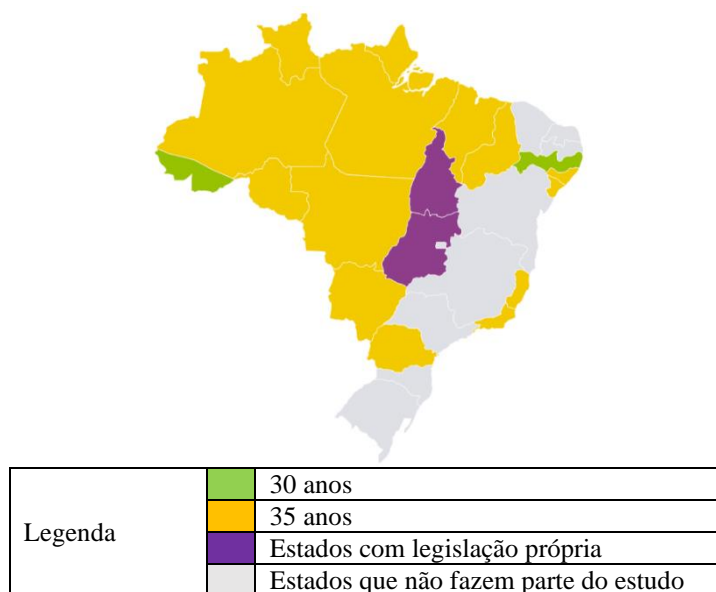 Legenda
30 anos
35 anos
Estados com legislação própria
Estados que não fazem parte do estudo